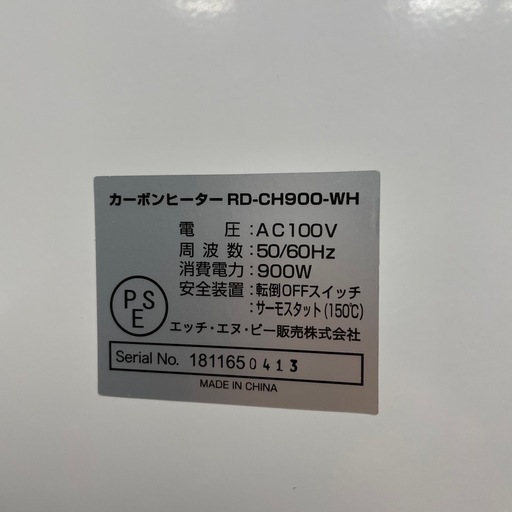 カーボンヒーター RD-CH900-WH
電圧:AC100V
周波数:50/60Hz
消費電力:900W
安全装置:転倒OFFスイッチ
:サーモスタット(150℃)
PSE
エッチ・エヌ・ビー販売株式会社
Serial No. 1811650413
MADE IN CHINA